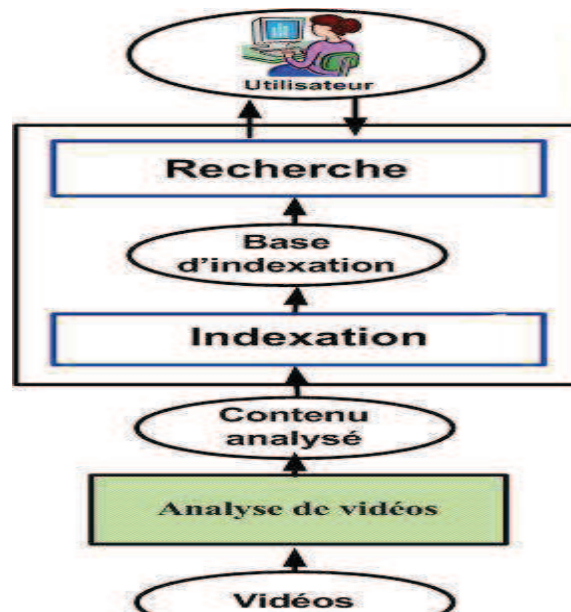 Utilisateur
Recherche
Base
d'indexation
Indexation
Contenu
analysé
Analyse de vidéos
Vidéos